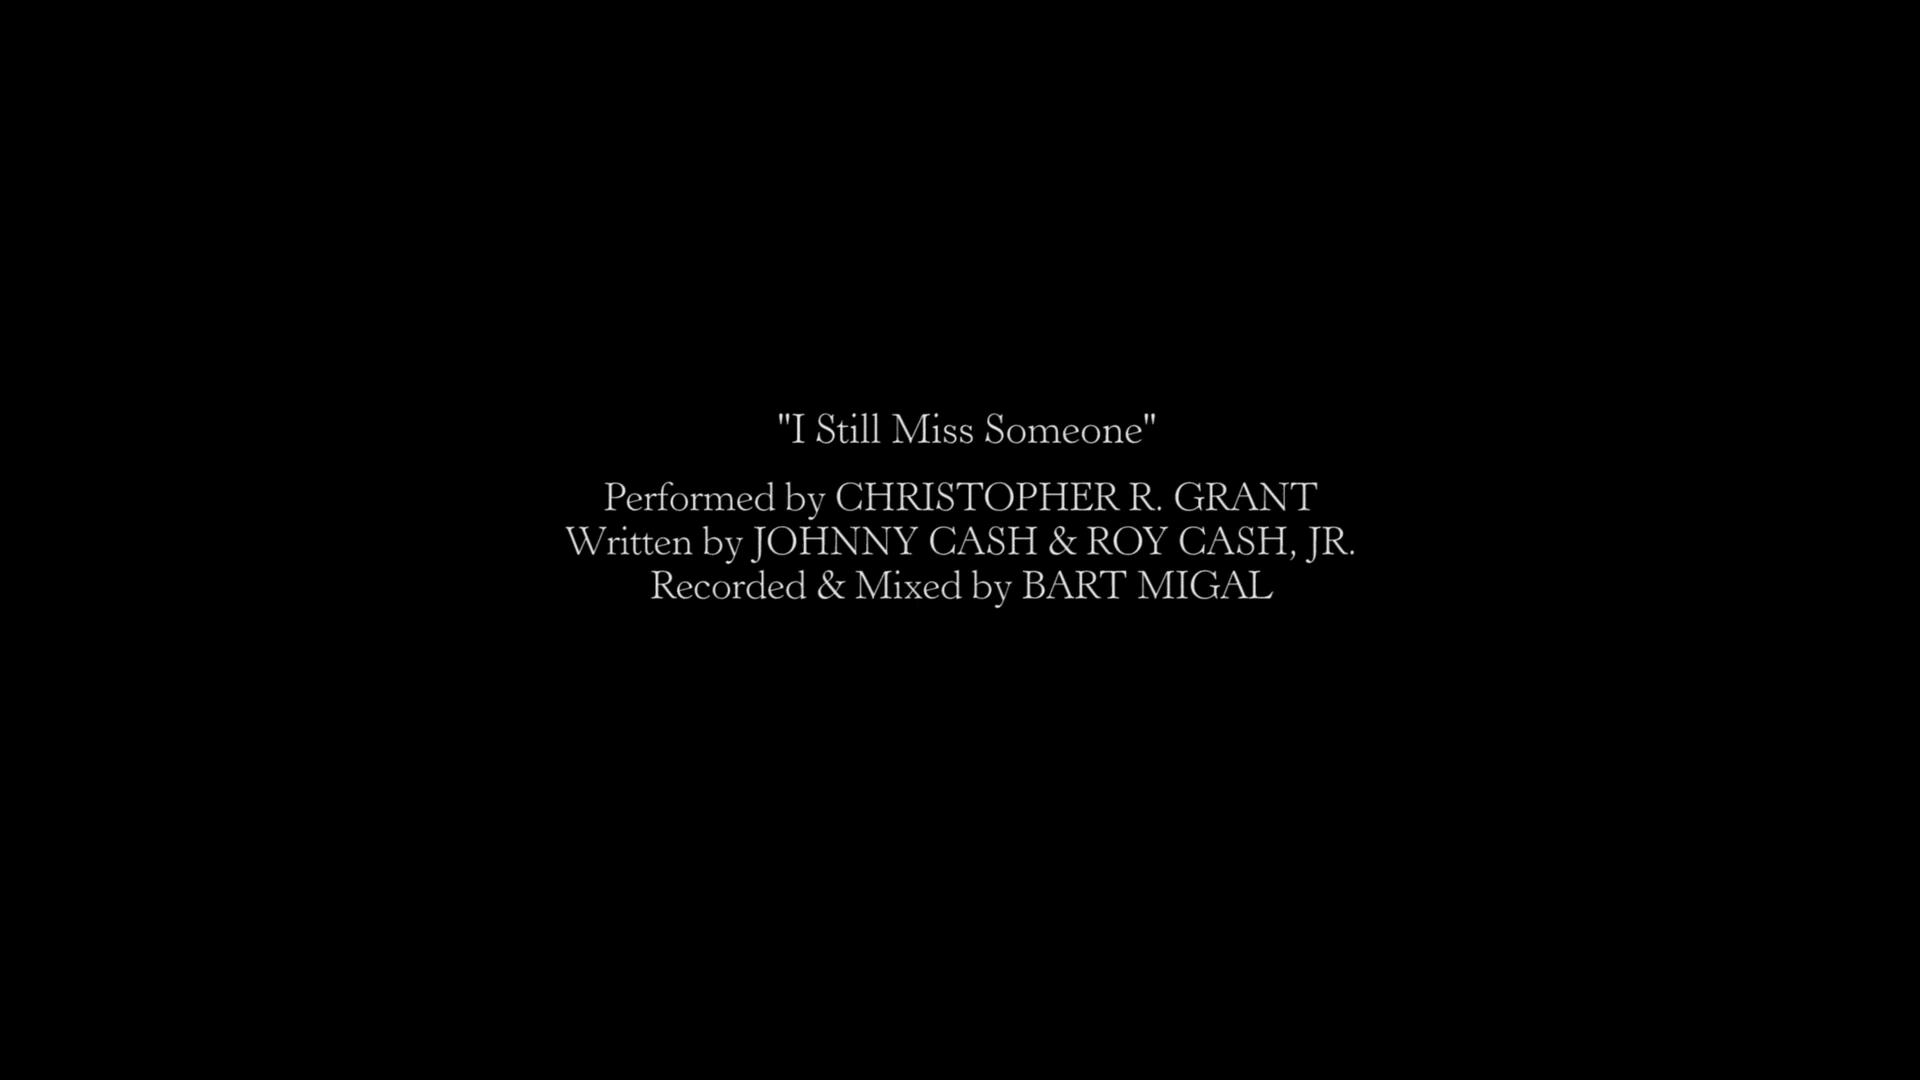 "I Still Miss Someone"
Performed by CHRISTOPHER R. GRANT
Written by JOHNNY CASH & ROY CASH, JR.
Recorded & Mixed by BART MIGAL